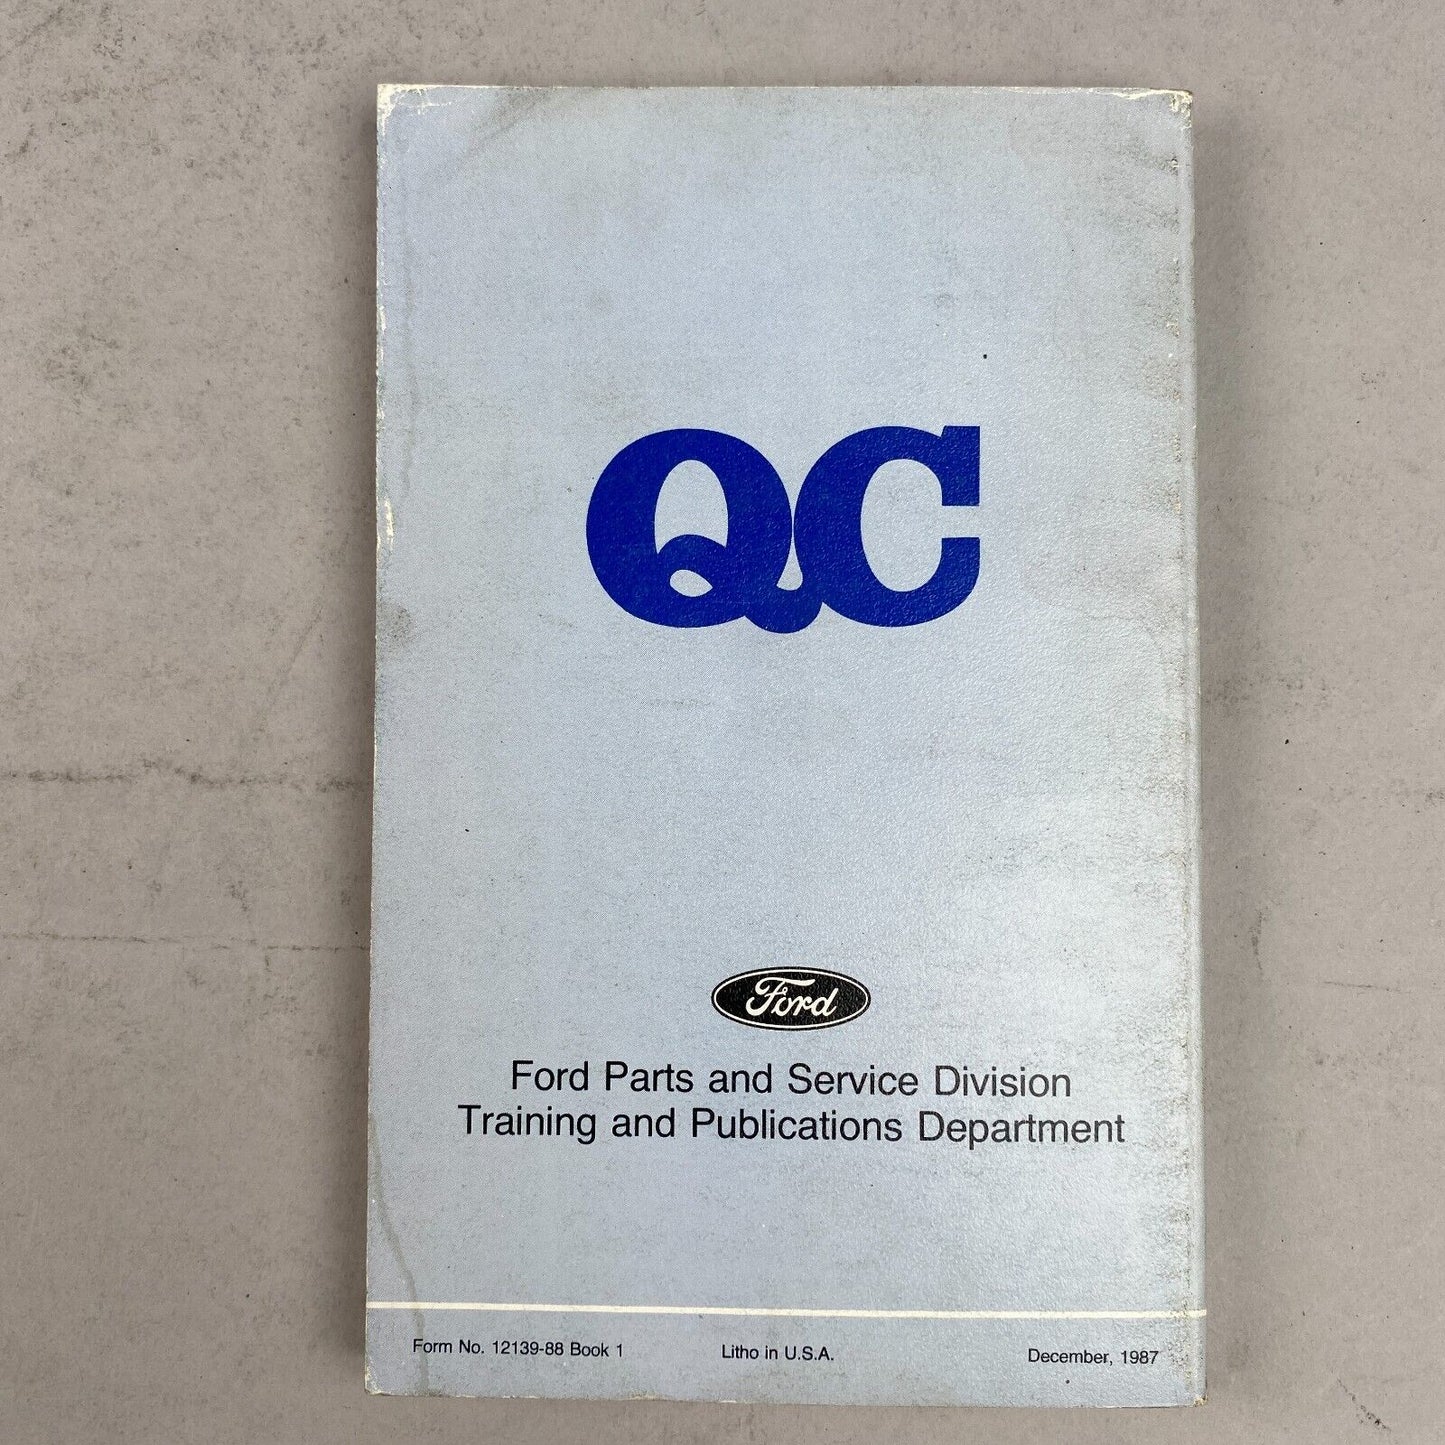 QC
Ford
Ford Parts and Service Division
Training and Publications Department
Form No. 12139-88 Book 1 Litho in U.S.A. December, 1987